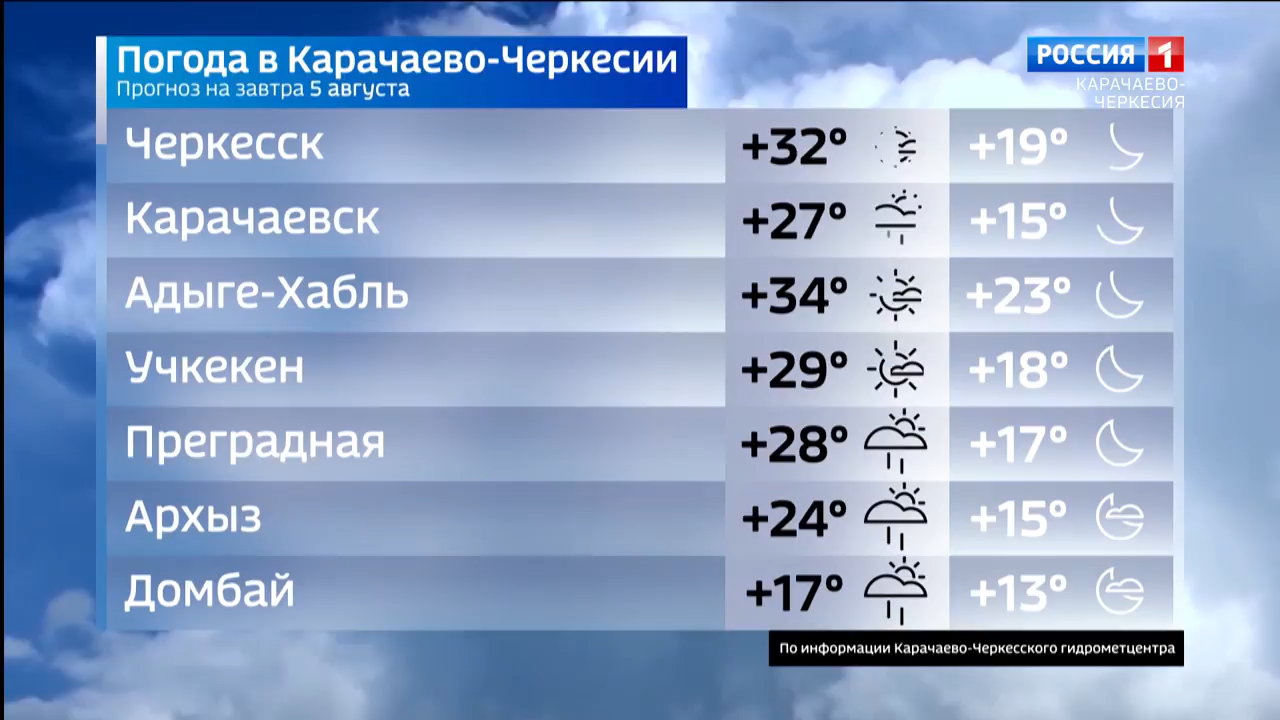 Погода в Карачаево-Черкесии
Прогноз на завтра 5 августа
РОССИЯ 1
КАРАЧАЕВО-
ЧЕРКЕСИЯ
Черкесск +32° +19°
Карачаевск +27° +15°
Адыге-Хабль +34° +23°
Учкекен +29° +18°
Преградная +28° +17°
Архыз +24° +15°
Домбай +17° +13°
По информации Карачаево-Черкесского гидрометцентра